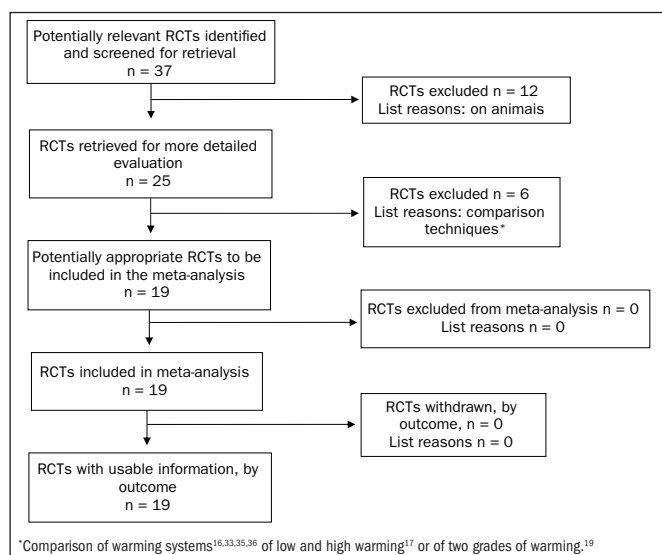 Potentially relevant RCTs identified
and screened for retrieval
n = 37
RCTs excluded n = 12
List reasons: on animais
RCTs retrieved for more detailed
evaluation
n = 25
RCTs excluded n = 6
List reasons: comparison
techniques*
Potentially appropriate RCTs to be
included in the meta-analysis
n = 19
RCTs excluded from meta-analysis n = 0
List reasons n = 0
RCTs included in meta-analysis
n = 19
RCTs withdrawn, by
outcome, n = 0
List reasons n = 0
RCTs with usable information, by
outcome
n = 19
*Comparison of warming systems16,33,35,36 of low and high warming17 or of two grades of warming.19